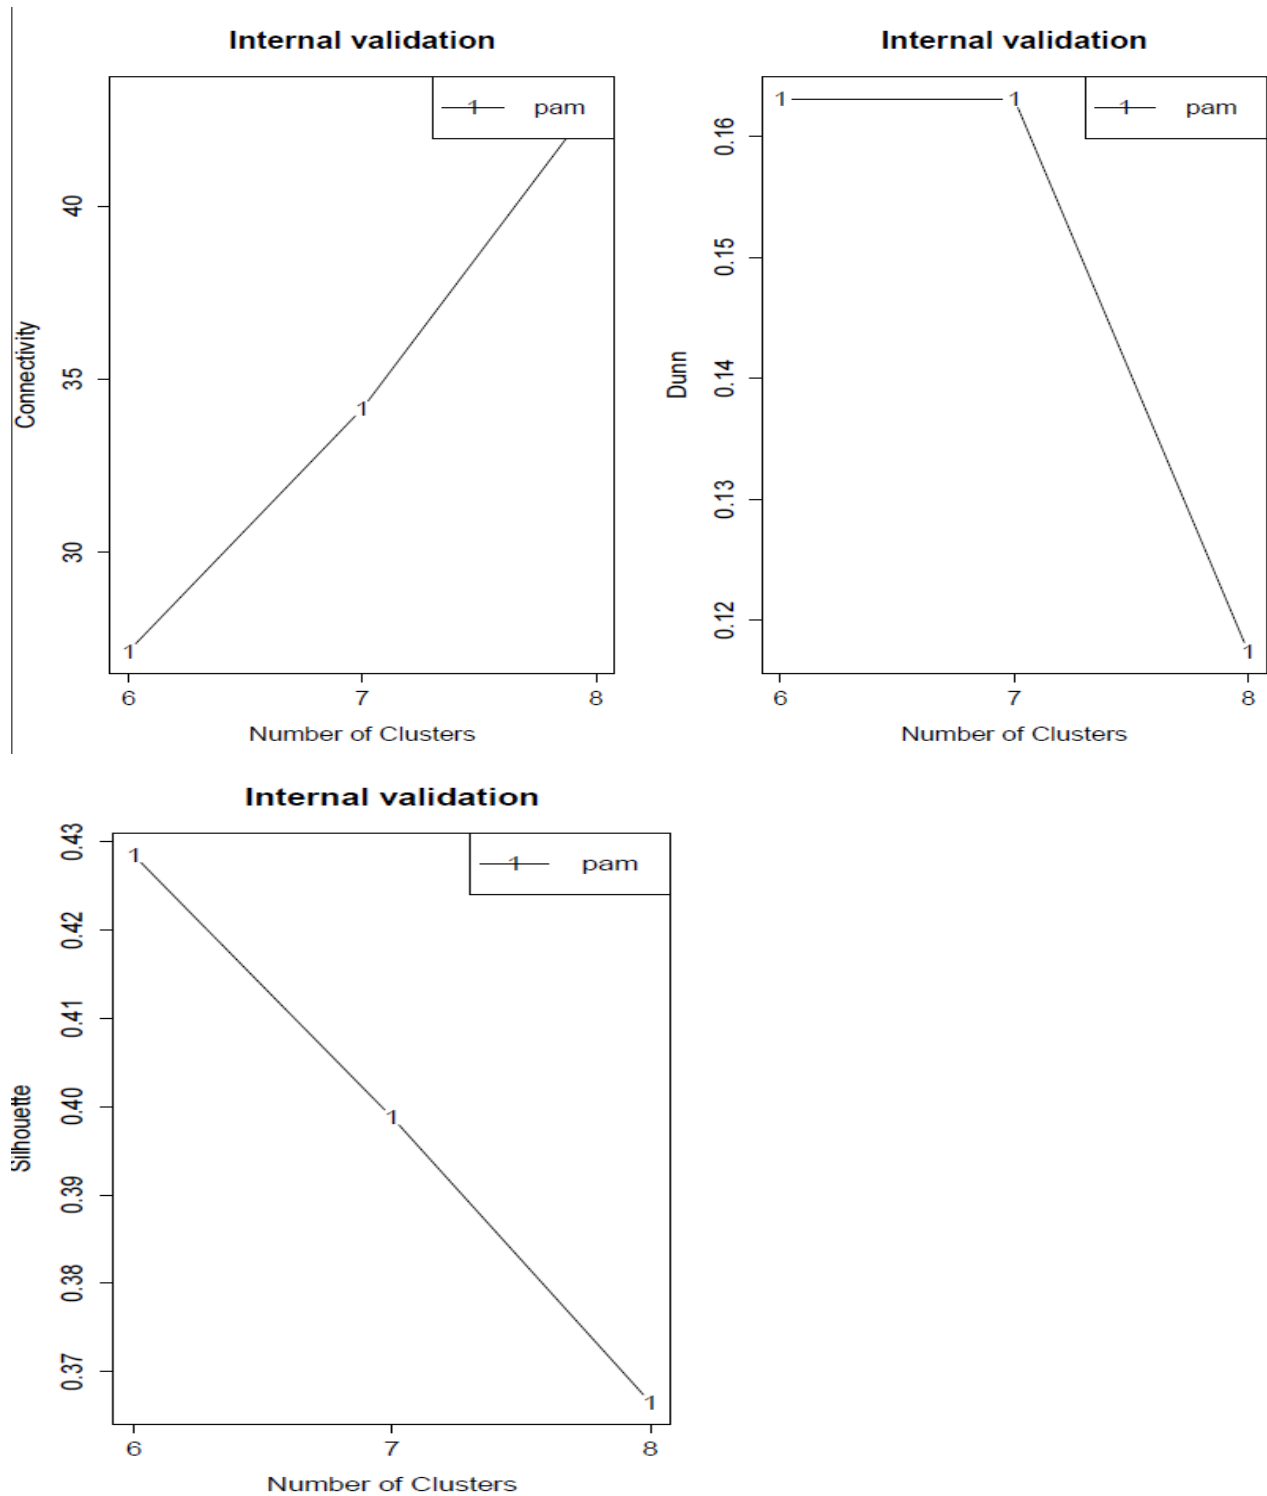 Internal validation
1 pam
Connectivity
40
35
30
1
1
6 7 8
Number of Clusters
Internal validation
1 pam
Dunn
0.16
0.15
0.14
0.13
0.12
1 1
1
6 7 8
Number of Clusters
Internal validation
1 pam
Silhouette
0.43
0.42
0.41
0.40
0.39
0.38
0.37
1
1
1
6 7 8
Number of Clusters